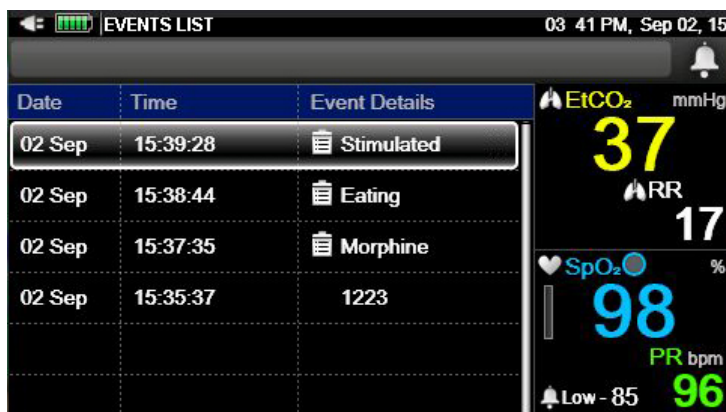 EVENTS LIST 03 41 PM, Sep 02, 15
Date Time Event Details
02 Sep 15:39:28 Stimulated
02 Sep 15:38:44 Eating
02 Sep 15:37:35 Morphine
02 Sep 15:35:37 1223
EtCO₂ mmHg
37
RR
17
SpO₂ %
98
PR bpm
Low - 85 96